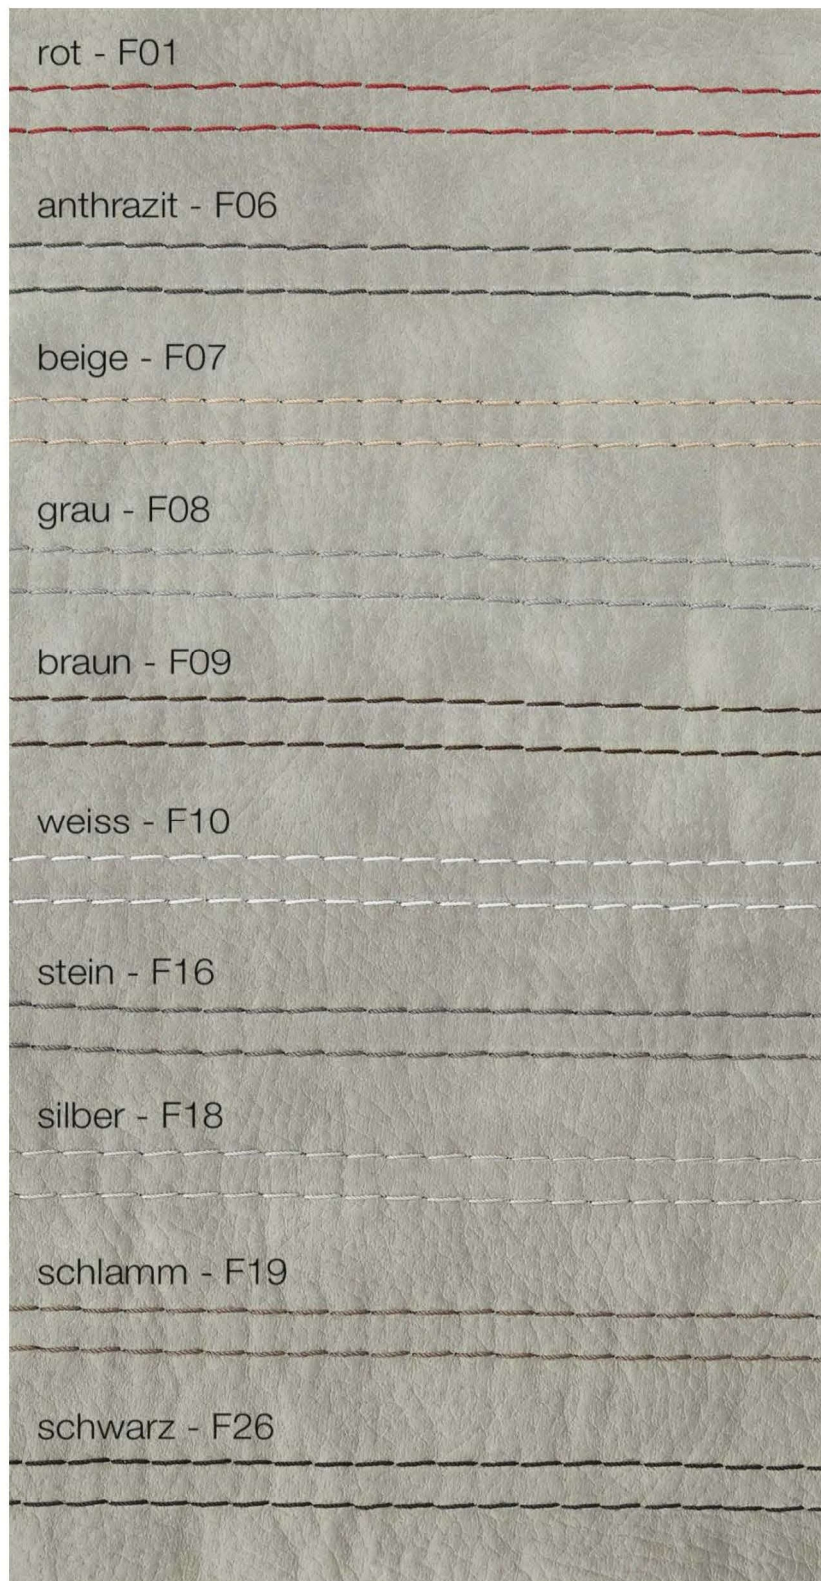 rot - F01
anthrazit - F06
beige - F07
grau - F08
braun - F09
weiss - F10
stein - F16
silber - F18
schlamm - F19
schwarz - F26